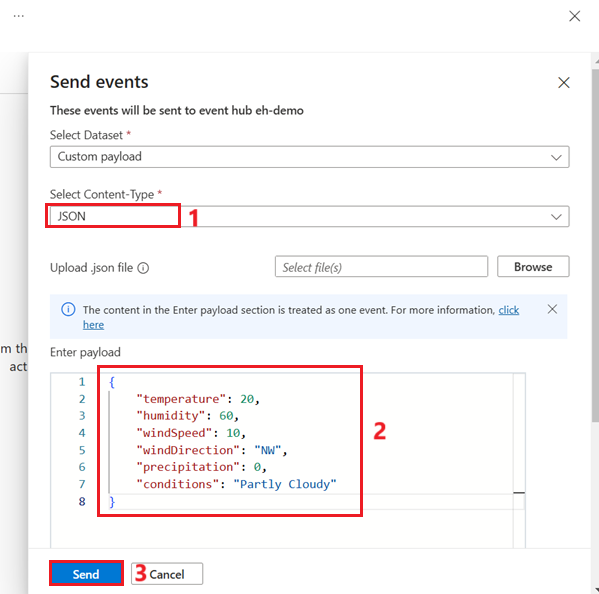 ...
Send events
These events will be sent to event hub eh-demo
Select Dataset *
Custom payload
Select Content-Type *
JSON
1
Upload .json file
Select file(s)
Browse
The content in the Enter payload section is treated as one event. For more information, click
here
m th
act
Enter payload
1 {
2 "temperature": 20,
3 "humidity": 60,
4 "windSpeed": 10,
5 "windDirection": "NW",
6 "precipitation": 0,
7 "conditions": "Partly Cloudy"
8 }
2
Send
3
Cancel